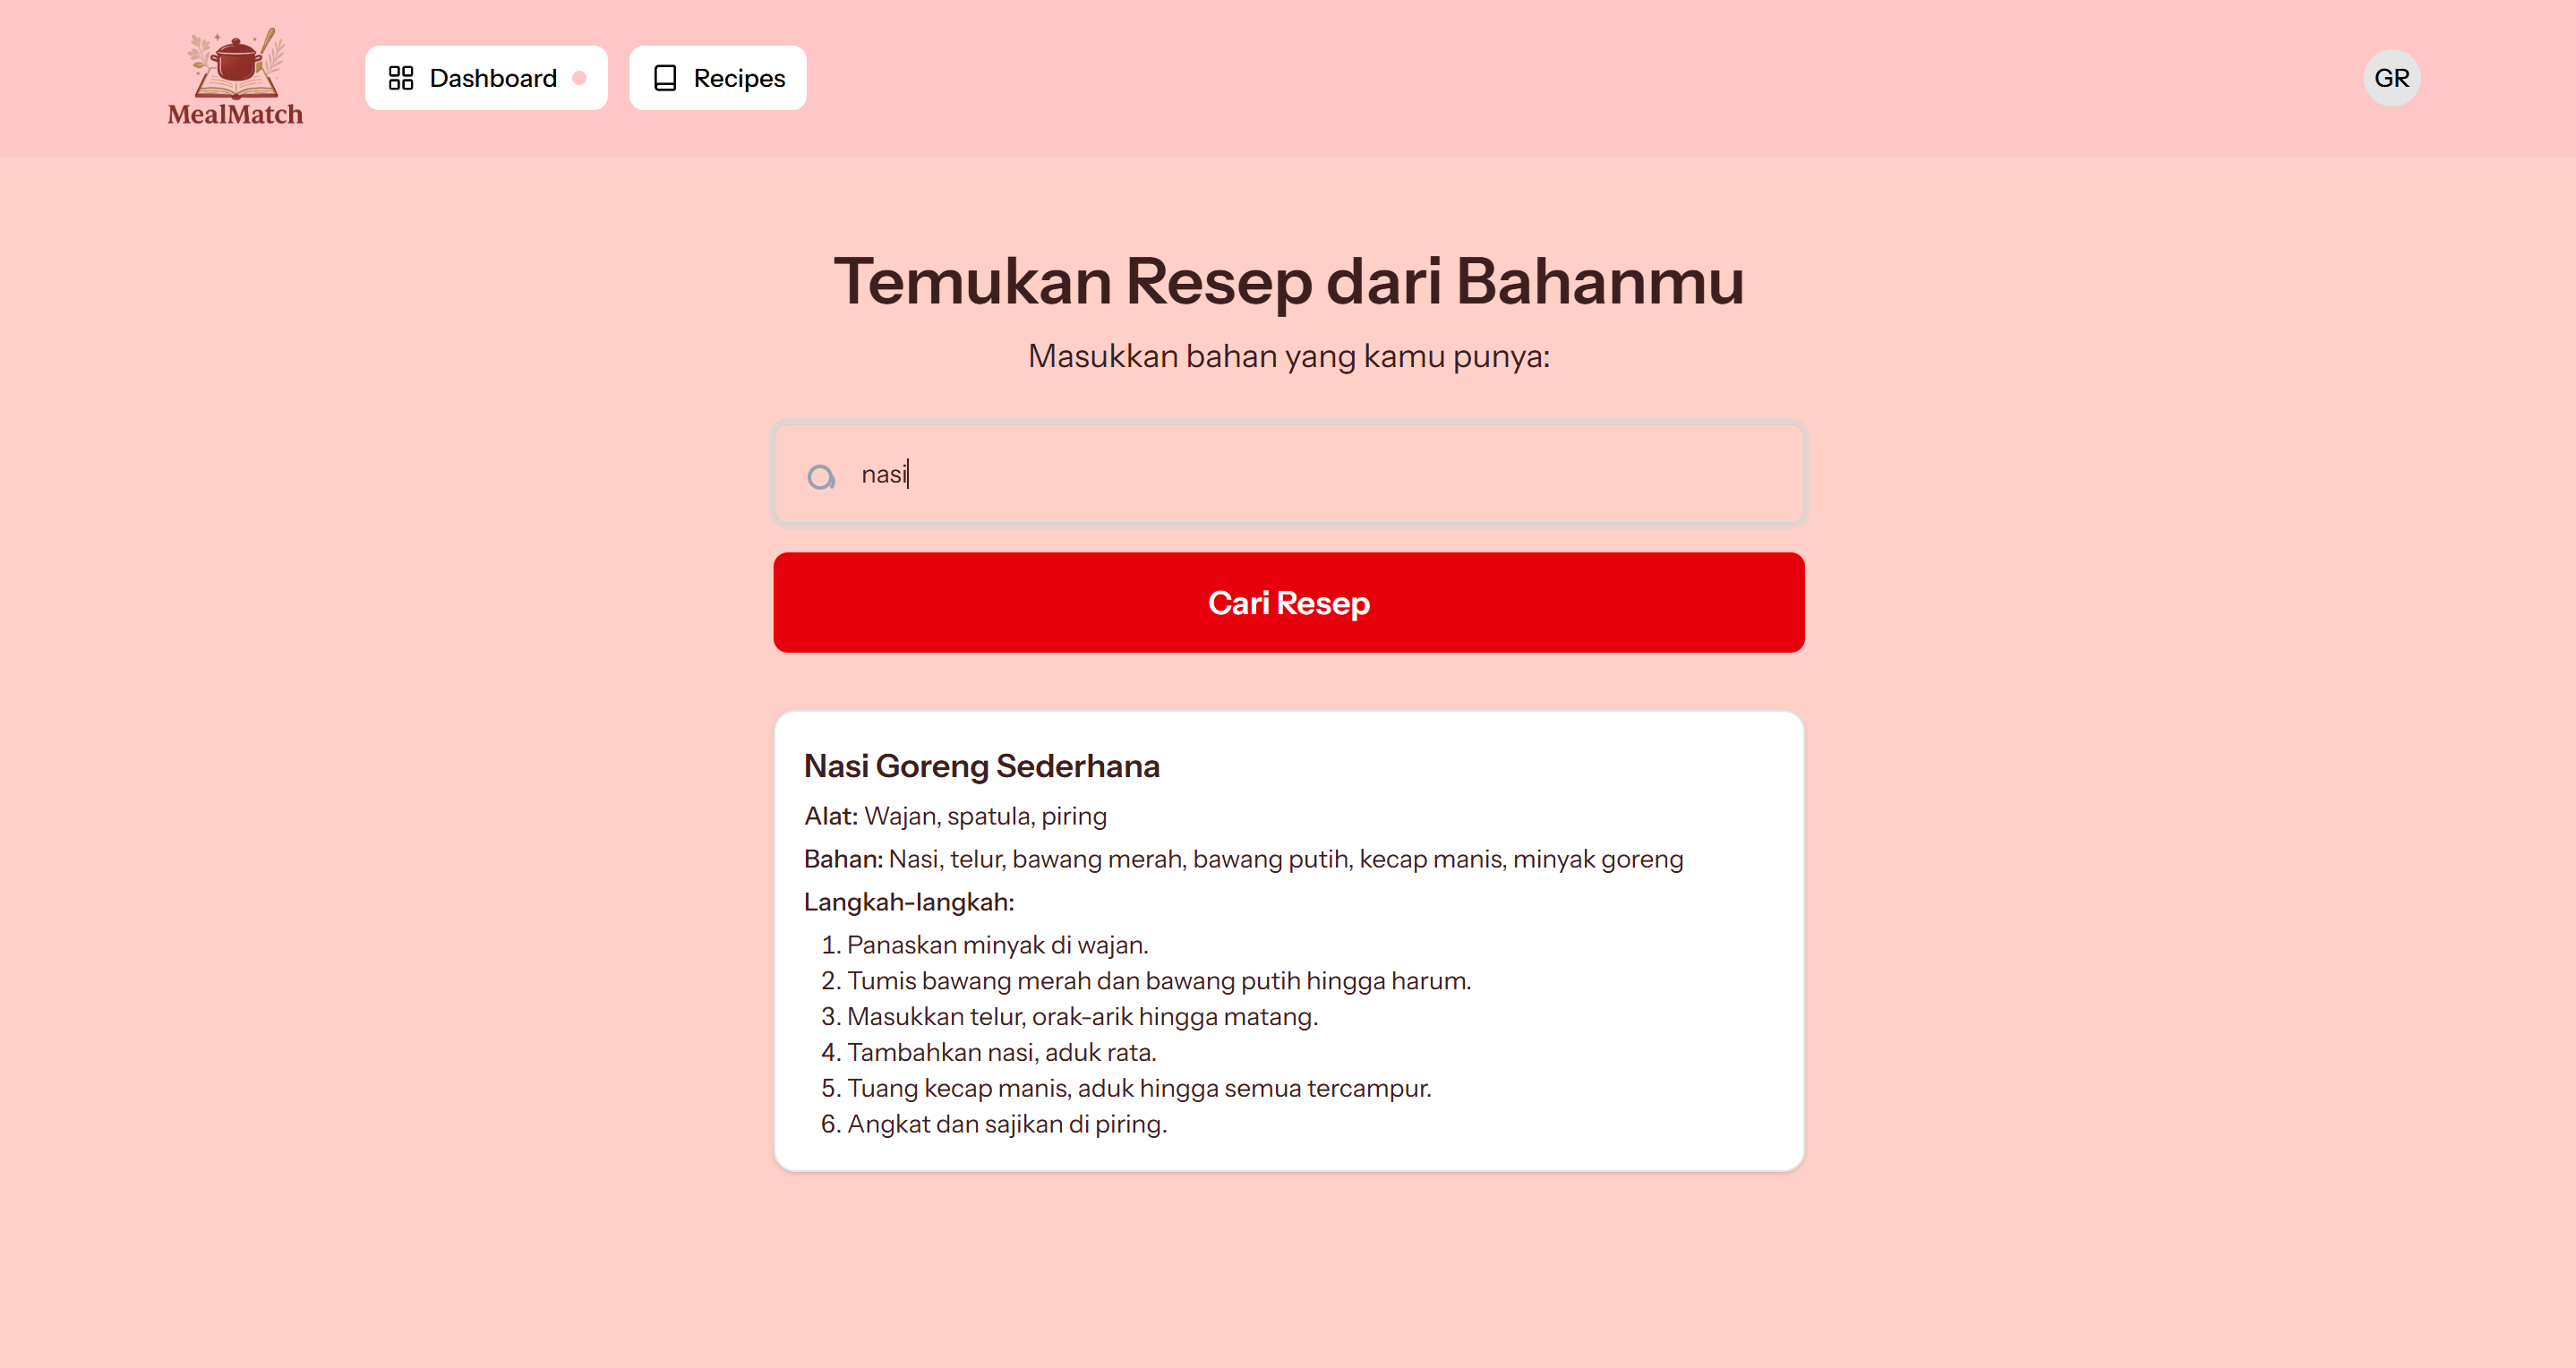 MealMatch
Dashboard
Recipes
GR
Temukan Resep dari Bahanmu
Masukkan bahan yang kamu punya:
nasi
Cari Resep
Nasi Goreng Sederhana
Alat: Wajan, spatula, piring
Bahan: Nasi, telur, bawang merah, bawang putih, kecap manis, minyak goreng
Langkah-langkah:
1. Panaskan minyak di wajan.
2. Tumis bawang merah dan bawang putih hingga harum.
3. Masukkan telur, orak-arik hingga matang.
4. Tambahkan nasi, aduk rata.
5. Tuang kecap manis, aduk hingga semua tercampur.
6. Angkat dan sajikan di piring.